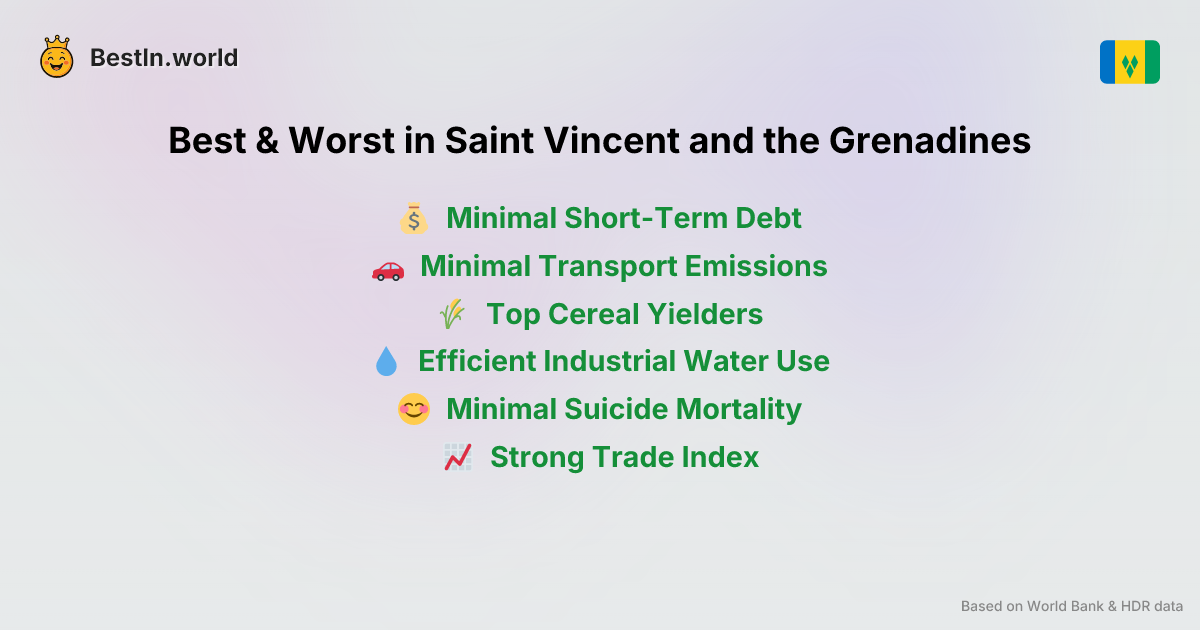 BestIn.world
Best & Worst in Saint Vincent and the Grenadines
Minimal Short-Term Debt
Minimal Transport Emissions
Top Cereal Yielders
Efficient Industrial Water Use
Minimal Suicide Mortality
Strong Trade Index
Based on World Bank & HDR data